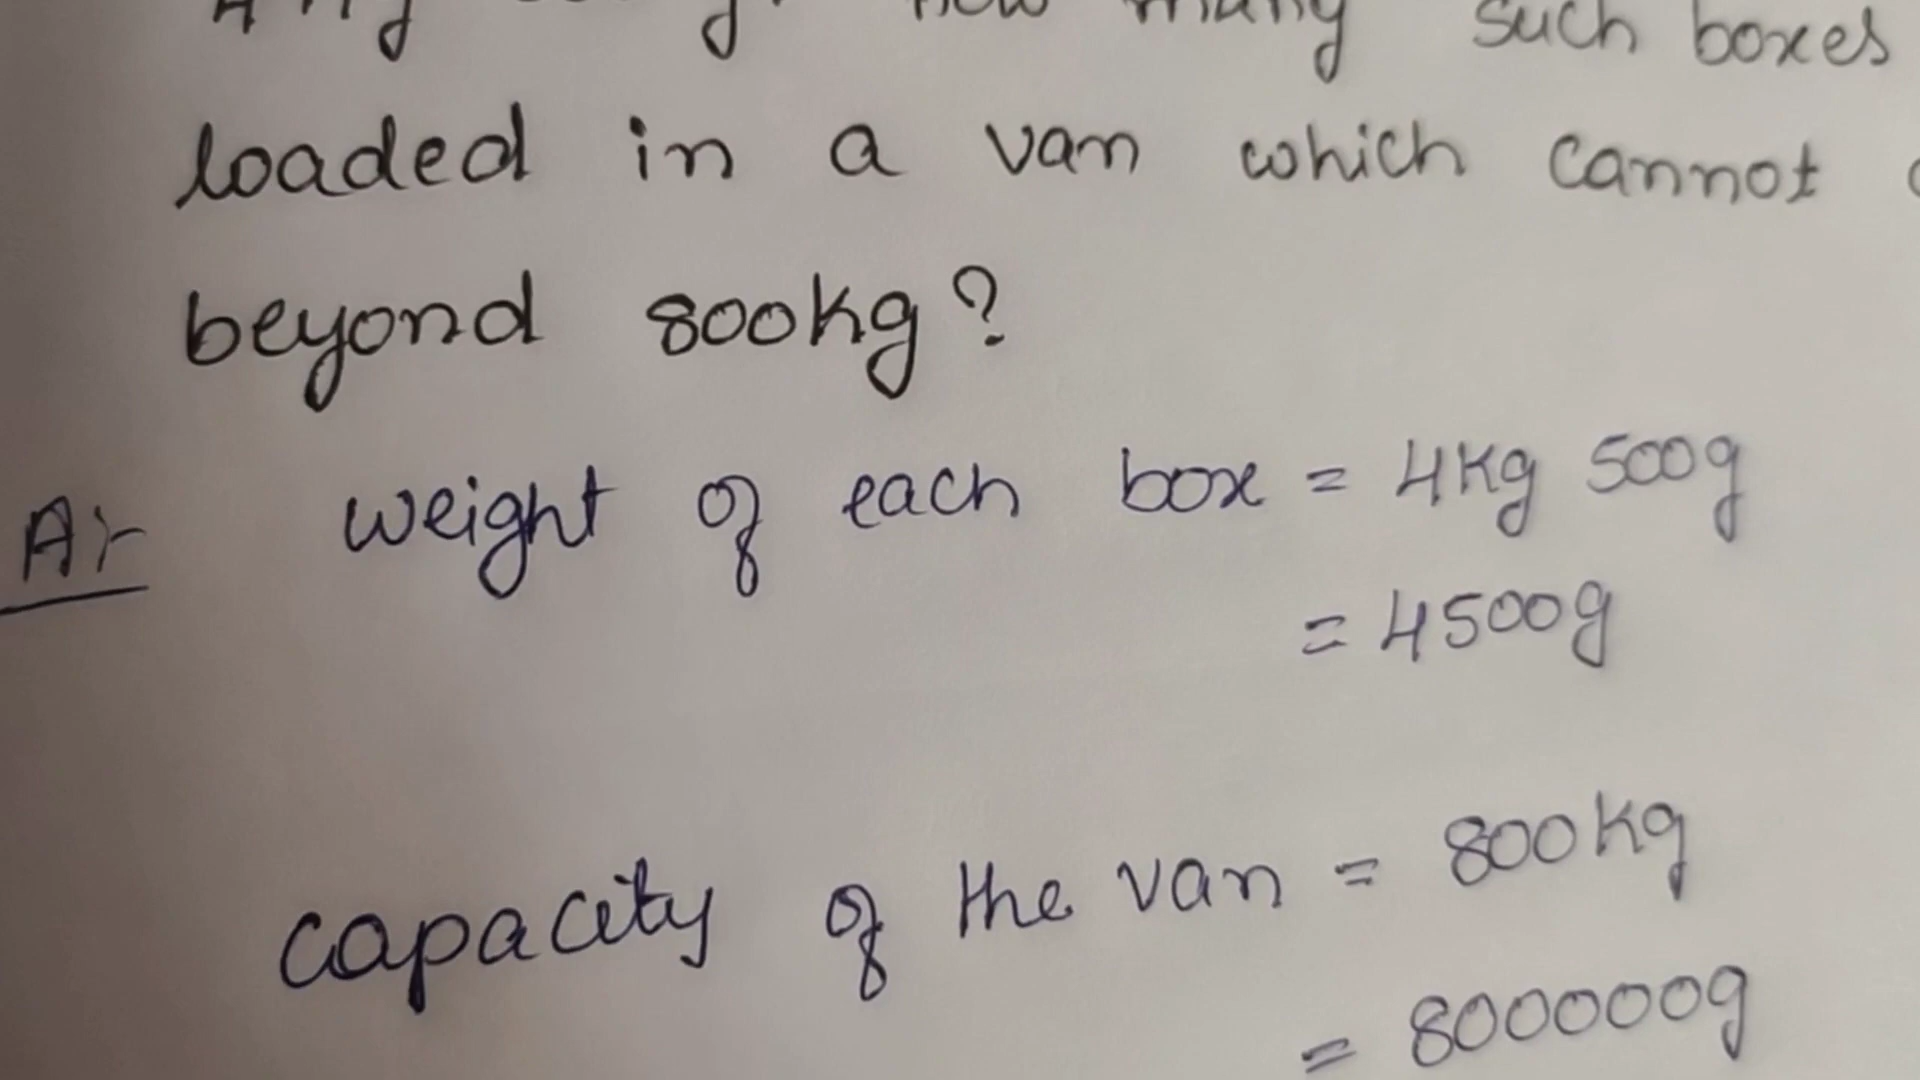 many such boxes
loaded in a van which cannot
beyond 800kg?
A:- weight of each box = 4kg 500g
= 4500g
capacity of the van = 800kg
= 800000g